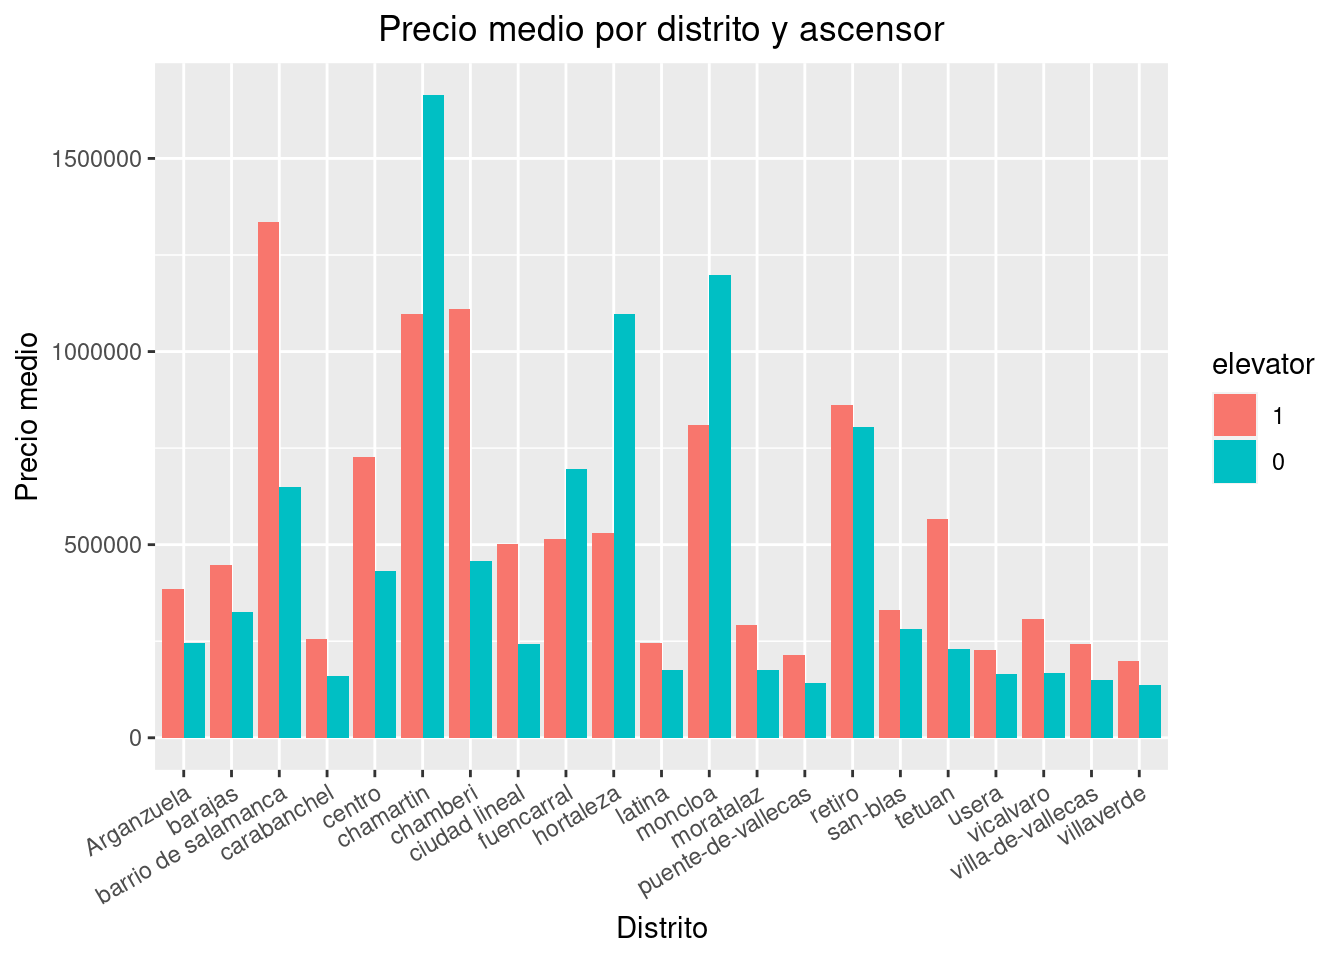 Precio medio por distrito y ascensor
Precio medio
1500000
1000000
500000
0
Arganzuela
barajas
barrio de salamanca
carabanchel
centro
chamartin
chamberi
ciudad lineal
fuencarral
hortaleza
latina
moncloa
moratalaz
puente-de-vallecas
retiro
san-blas
tetuan
usera
vicalvaro
villa-de-vallecas
villaverde
Distrito
elevator
1
0